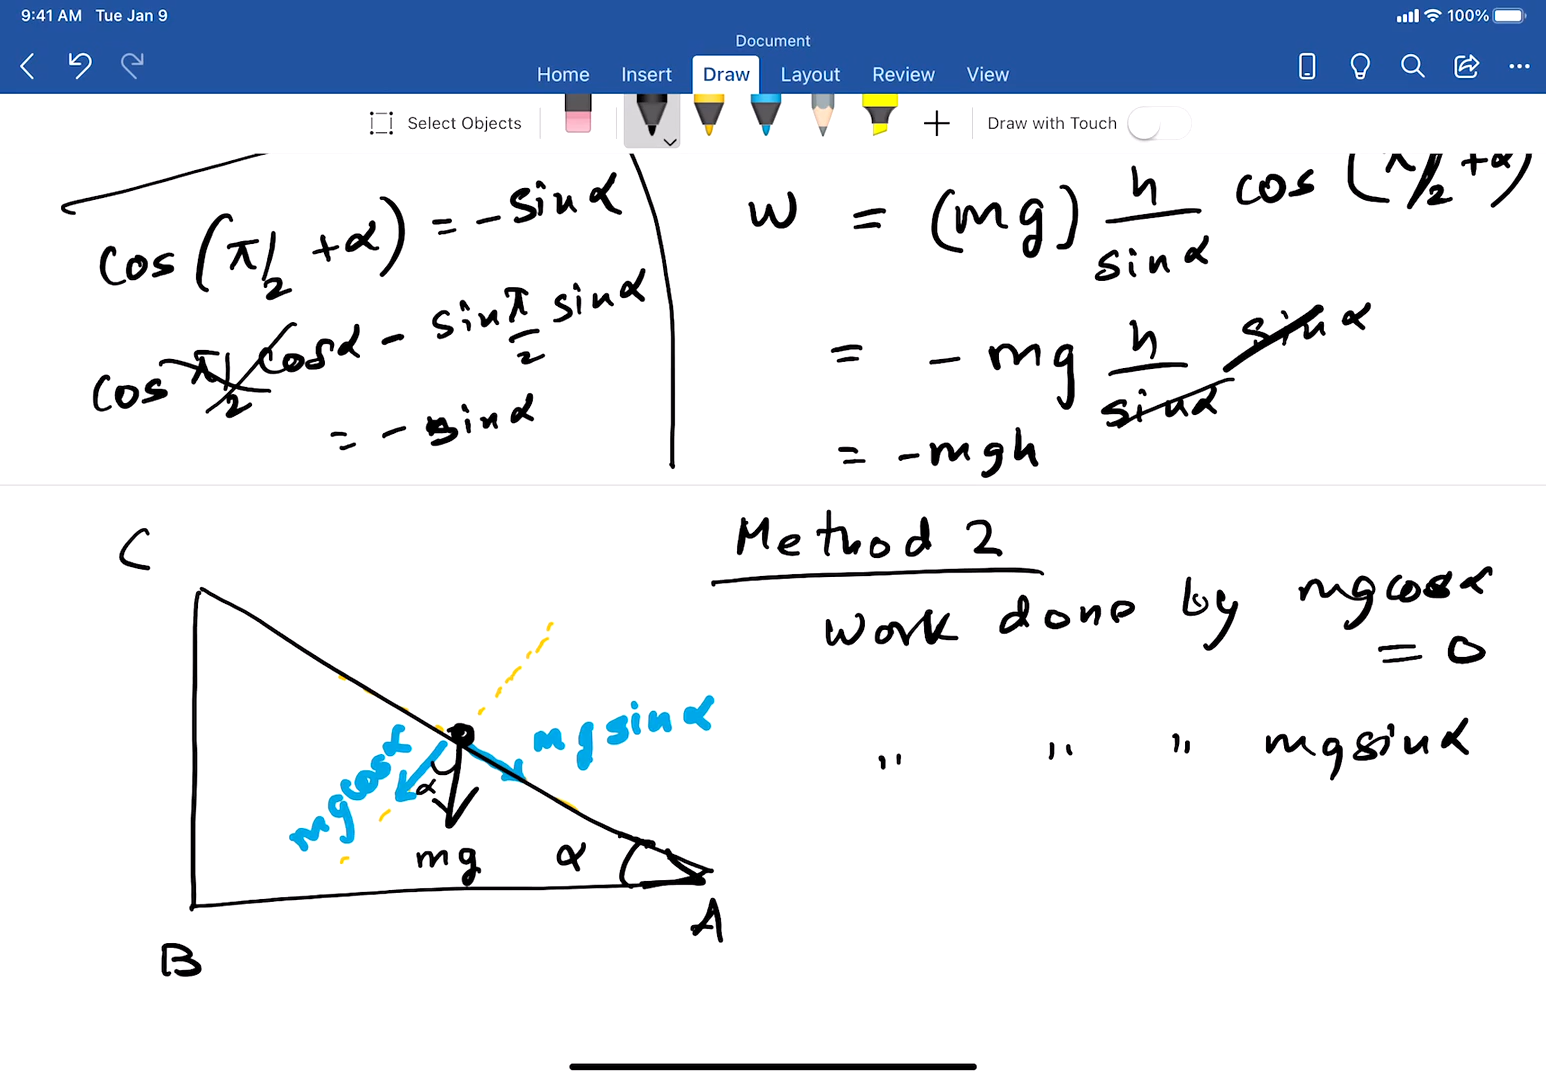 9:41 AM Tue Jan 9
100%
Document
Home Insert Draw Layout Review View
Select Objects
Draw with Touch
cos (π/2 + α) = - sin α
cos π/2 cos α - sin π/2 sin α
= - sin α
W = (mg) h/sin α cos (π/2 + α)
= - mg h/sin α sin α
= - mgh
C
mg cos α
α
mg sin α
mg
α
B
A
Method 2
Work done by mg cos α
= 0
" " " mg sin α